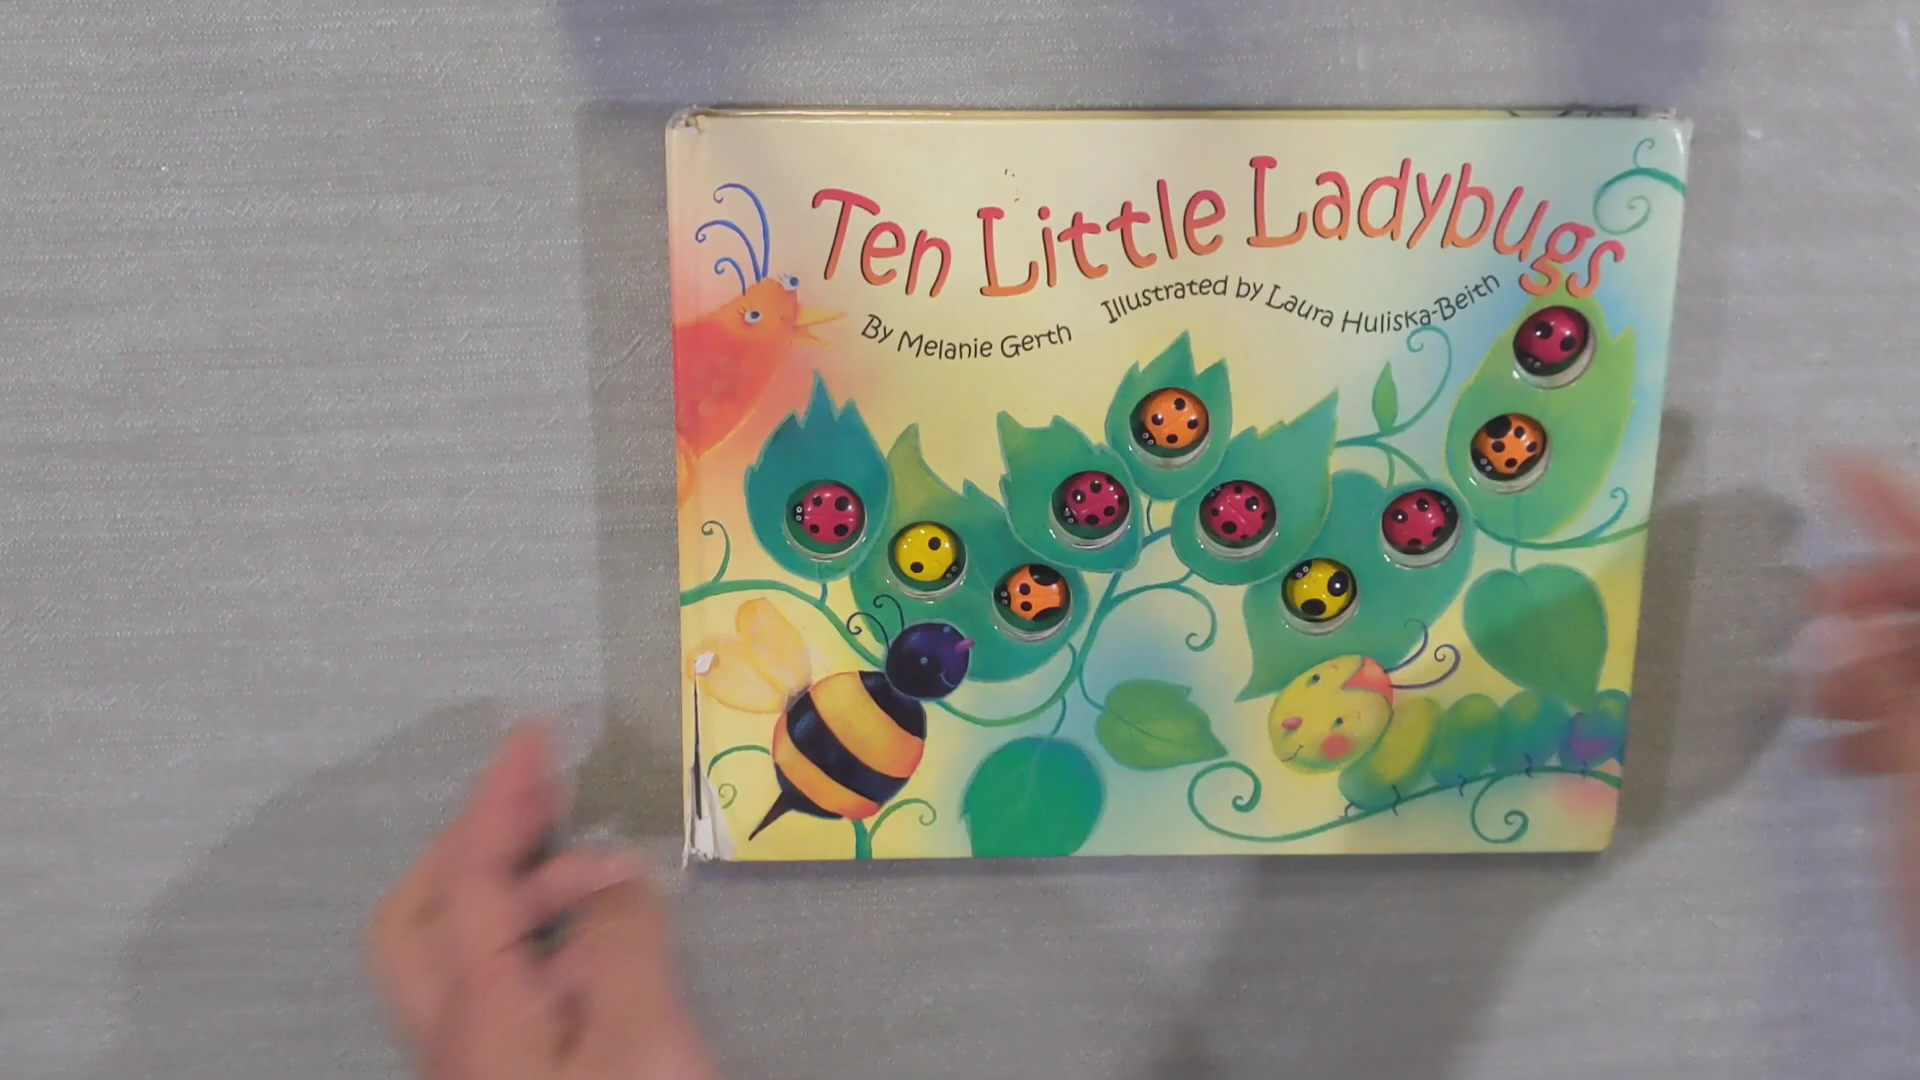 Ten Little Ladybugs
By Melanie Gerth
Illustrated by Laura Huliska-Beith